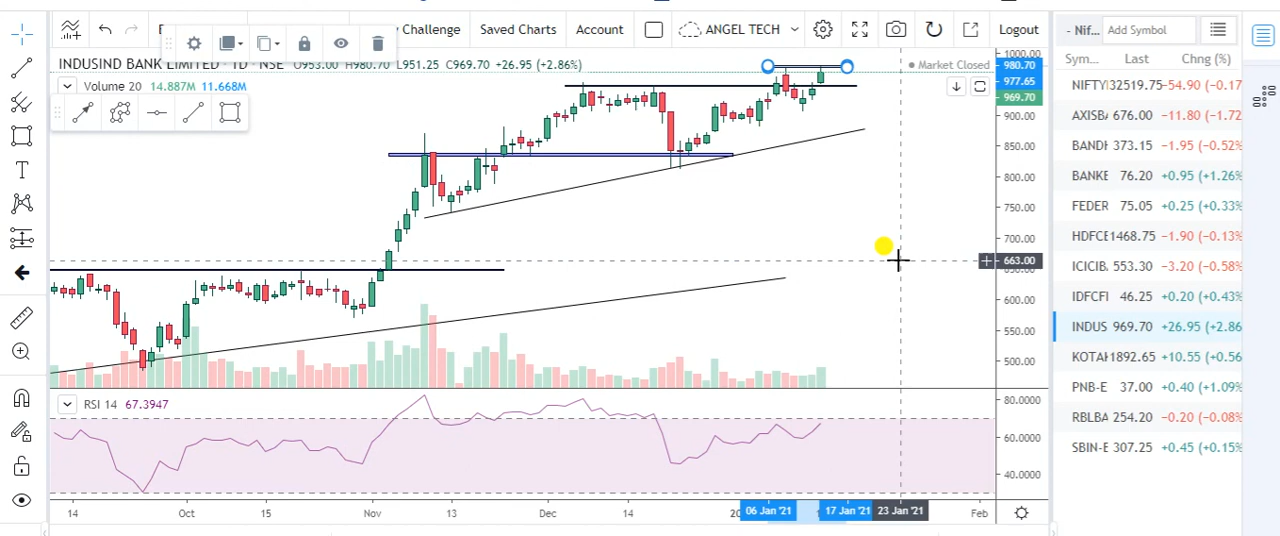 y Challenge Saved Charts Account ANGEL TECH Logout - Nif... Add Symbol
INDUSIND BANK LIMITED · 1D · NSE O953.00 H980.70 L951.25 C969.70 +26.95 (+2.86%)
Market Closed
Volume 20 14.887M 11.668M
1000.00
980.70
977.65
969.70
900.00
850.00
800.00
750.00
700.00
663.00
600.00
550.00
500.00
RSI 14 67.3947
80.0000
60.0000
40.0000
14 Oct 15 Nov 13 Dec 14 20 06 Jan '21 17 Jan '21 23 Jan '21 Feb
Sym... Last Chng (%)
NIFTY 32519.75 -54.90 (-0.17
AXISB 676.00 -11.80 (-1.72
BANDI 373.15 -1.95 (-0.52%
BANKE 76.20 +0.95 (+1.26%
FEDER 75.05 +0.25 (+0.33%
HDFCE 1468.75 -1.90 (-0.13%
ICICIB. 553.30 -3.20 (-0.58%
IDFCFI 46.25 +0.20 (+0.43%
INDUS 969.70 +26.95 (+2.86
KOTAK 1892.65 +10.55 (+0.56
PNB-E 37.00 +0.40 (+1.09%
RBLBA 254.20 -0.20 (-0.08%
SBIN-E 307.25 +0.45 (+0.15%